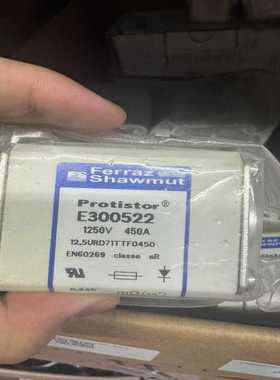 Ferraz
Shawmut
Protistor®
E300522
1250V 450A
12,5URD71TTF0450
EN60269 classe aR